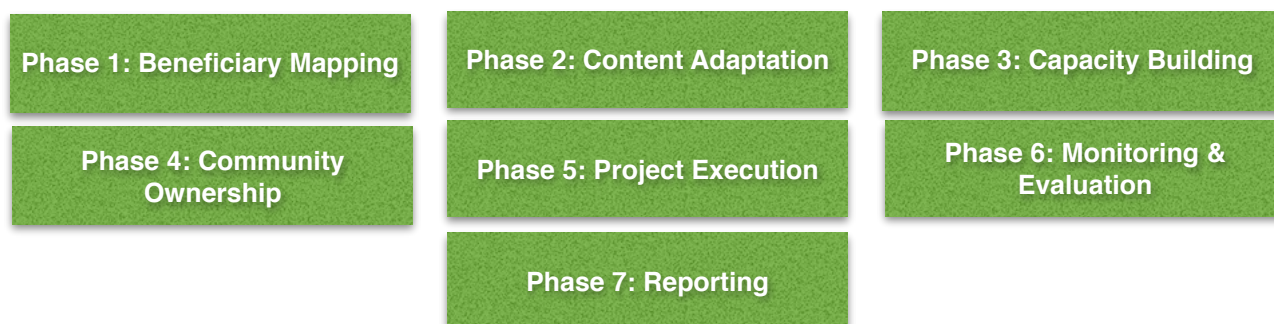 Phase 1: Beneficiary Mapping
Phase 2: Content Adaptation
Phase 3: Capacity Building
Phase 4: Community
Ownership
Phase 5: Project Execution
Phase 6: Monitoring &
Evaluation
Phase 7: Reporting